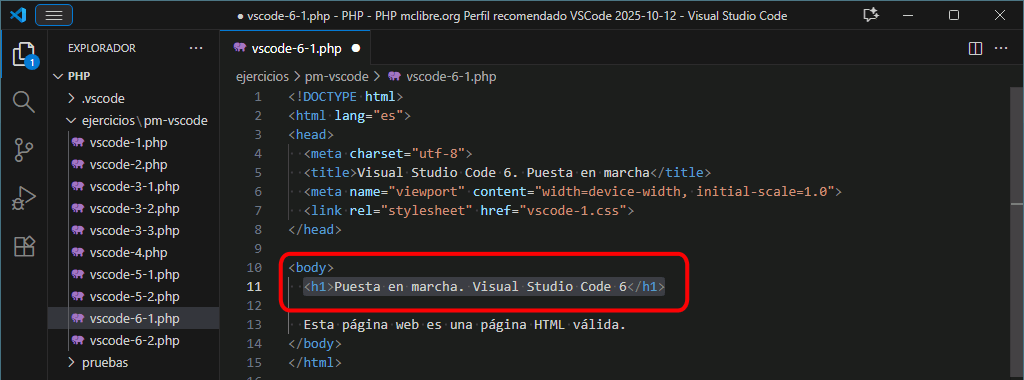 vscode-6-1.php - PHP - PHP mclibre.org Perfil recomendado VSCode 2025-10-12 - Visual Studio Code
EXPLORADOR
1
PHP
.vscode
ejercicios\pm-vscode
vscode-1.php
vscode-2.php
vscode-3-1.php
vscode-3-2.php
vscode-3-3.php
vscode-4.php
vscode-5-1.php
vscode-5-2.php
vscode-6-1.php
vscode-6-2.php
pruebas
vscode-6-1.php
ejercicios > pm-vscode > vscode-6-1.php
1 <!DOCTYPE html>
2 <html lang="es">
3 <head>
4 <meta charset="utf-8">
5 <title>Visual Studio Code 6. Puesta en marcha</title>
6 <meta name="viewport" content="width=device-width, initial-scale=1.0">
7 <link rel="stylesheet" href="vscode-1.css">
8 </head>
9
10 <body>
11 <h1>Puesta en marcha. Visual Studio Code 6</h1>
12
13 Esta página web es una página HTML válida.
14 </body>
15 </html>
16